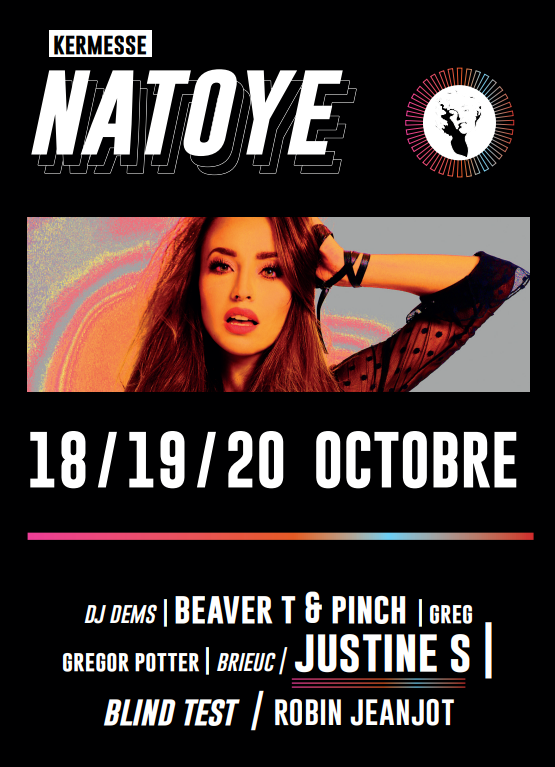 KERMESSE
NATOYE
18 / 19 / 20 OCTOBRE
DJ DEMS | BEAVER T & PINCH | GREG
GREGOR POTTER | BRIEUC / JUSTINE S |
BLIND TEST / ROBIN JEANJOT